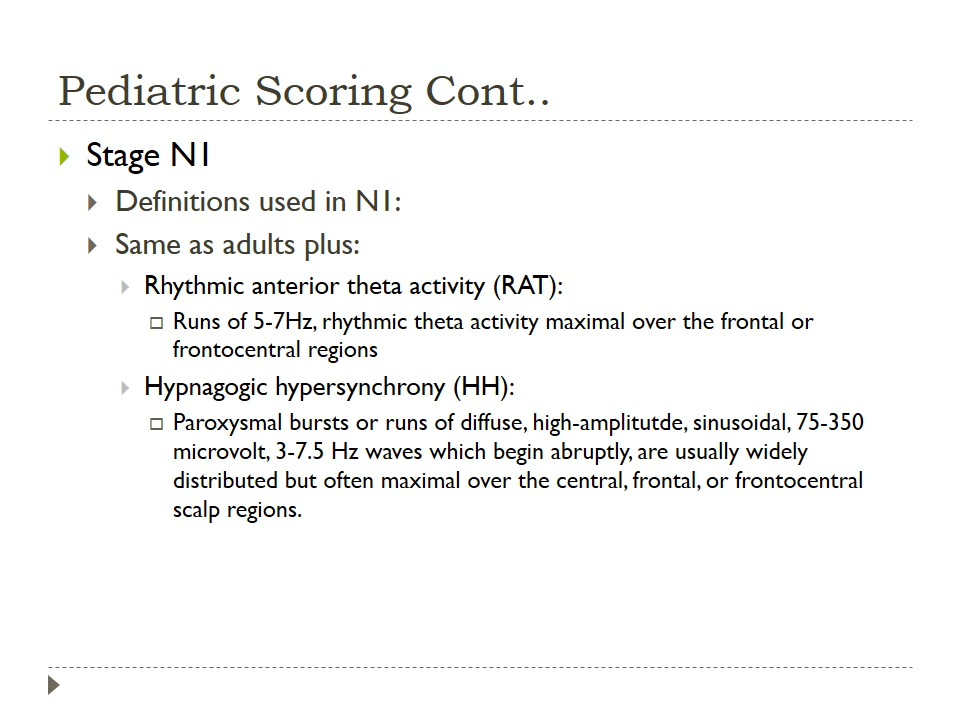 Pediatric Scoring Cont..
Stage N1
Definitions used in N1:
Same as adults plus:
Rhythmic anterior theta activity (RAT):
Runs of 5-7Hz, rhythmic theta activity maximal over the frontal or
frontocentral regions
Hypnagogic hypersynchrony (HH):
Paroxysmal bursts or runs of diffuse, high-amplitutde, sinusoidal, 75-350
microvolt, 3-7.5 Hz waves which begin abruptly, are usually widely
distributed but often maximal over the central, frontal, or frontocentral
scalp regions.